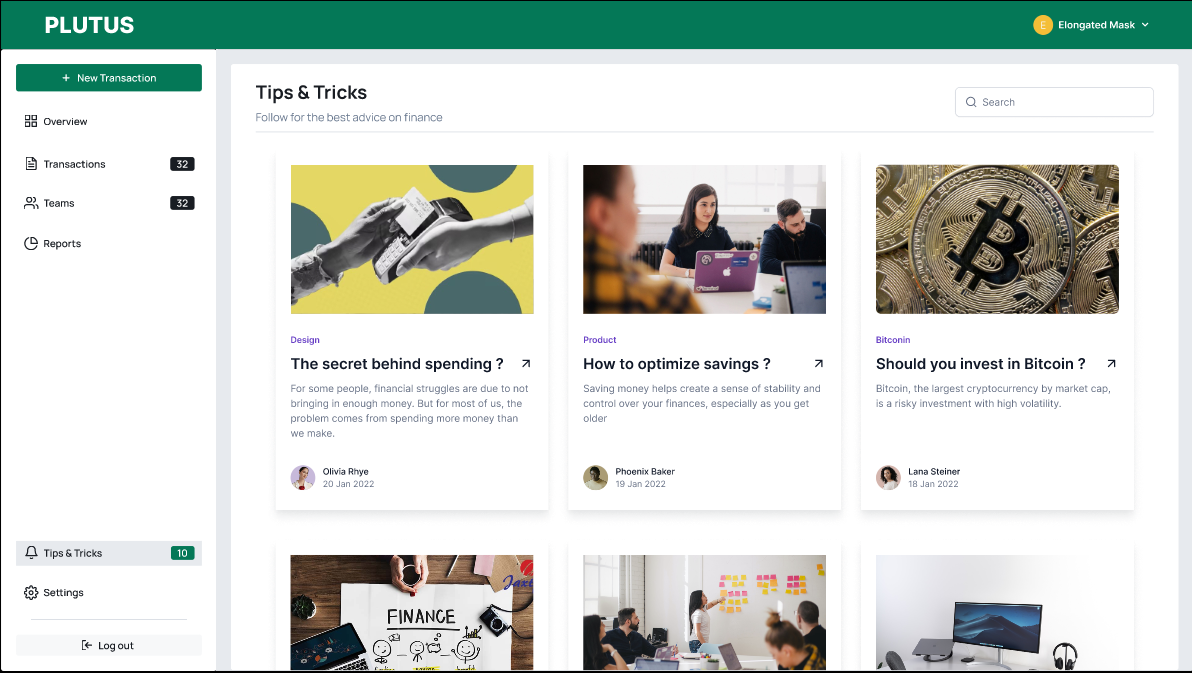 PLUTUS
E Elongated Mask
+ New Transaction
Overview
Transactions 32
Teams 32
Reports
Tips & Tricks 10
Settings
Log out
Tips & Tricks
Follow for the best advice on finance
Search
Design
The secret behind spending ?
For some people, financial struggles are due to not
bringing in enough money. But for most of us, the
problem comes from spending more money than
we make.
Olivia Rhye
20 Jan 2022
Product
How to optimize savings ?
Saving money helps create a sense of stability and
control over your finances, especially as you get
older
Phoenix Baker
19 Jan 2022
Bitconin
Should you invest in Bitcoin ?
Bitcoin, the largest cryptocurrency by market cap,
is a risky investment with high volatility.
Lana Steiner
18 Jan 2022
FINANCE